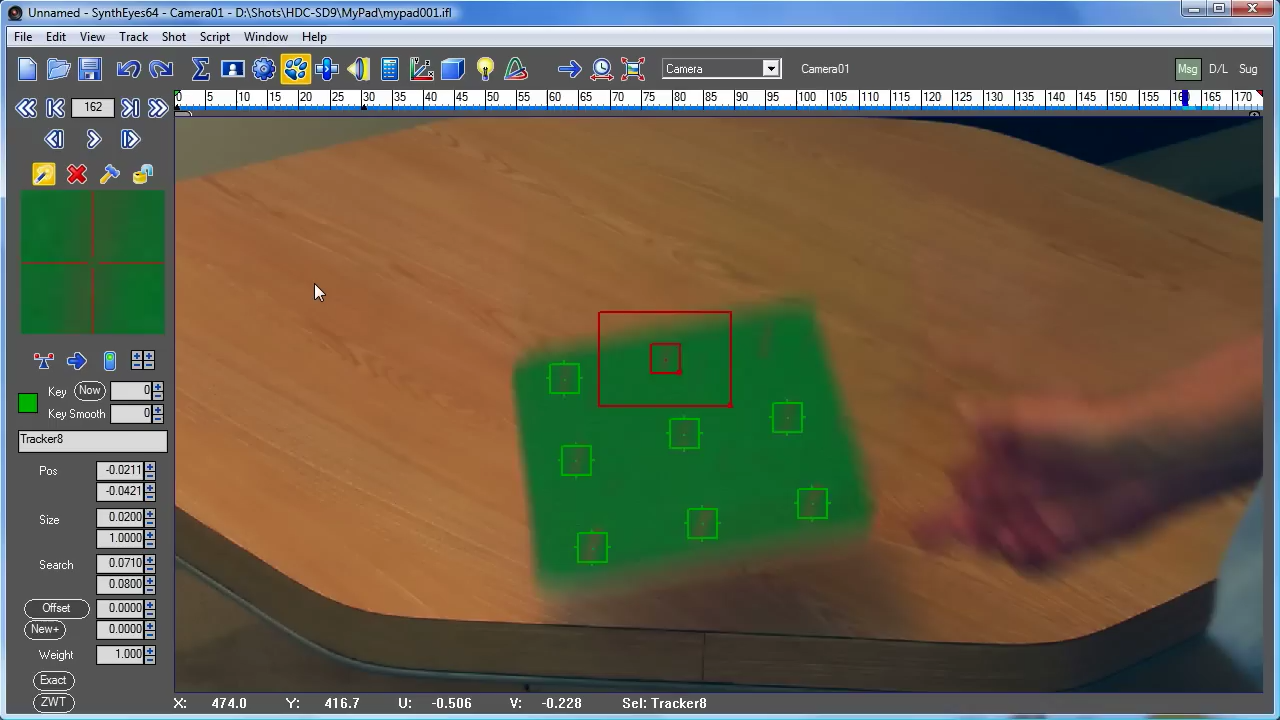 Unnamed - SynthEyes64 - Camera01 - D:\Shots\HDC-SD9\MyPad\mypad001.ifl
File Edit View Track Shot Script Window Help
Camera Camera01 Msg D/L Sug
162 0 5 10 15 20 25 30 35 40 45 50 55 60 65 70 75 80 85 90 95 100 105 110 115 120 125 130 135 140 145 150 155 160 165 170
Key Now 0
Key Smooth 0
Tracker8
Pos -0.0211
-0.0421
Size 0.0200
1.0000
Search 0.0710
0.0800
Offset 0.0000
New+ 0.0000
Weight 1.000
Exact
ZWT
X: 474.0 Y: 416.7 U: -0.506 V: -0.228 Sel: Tracker8